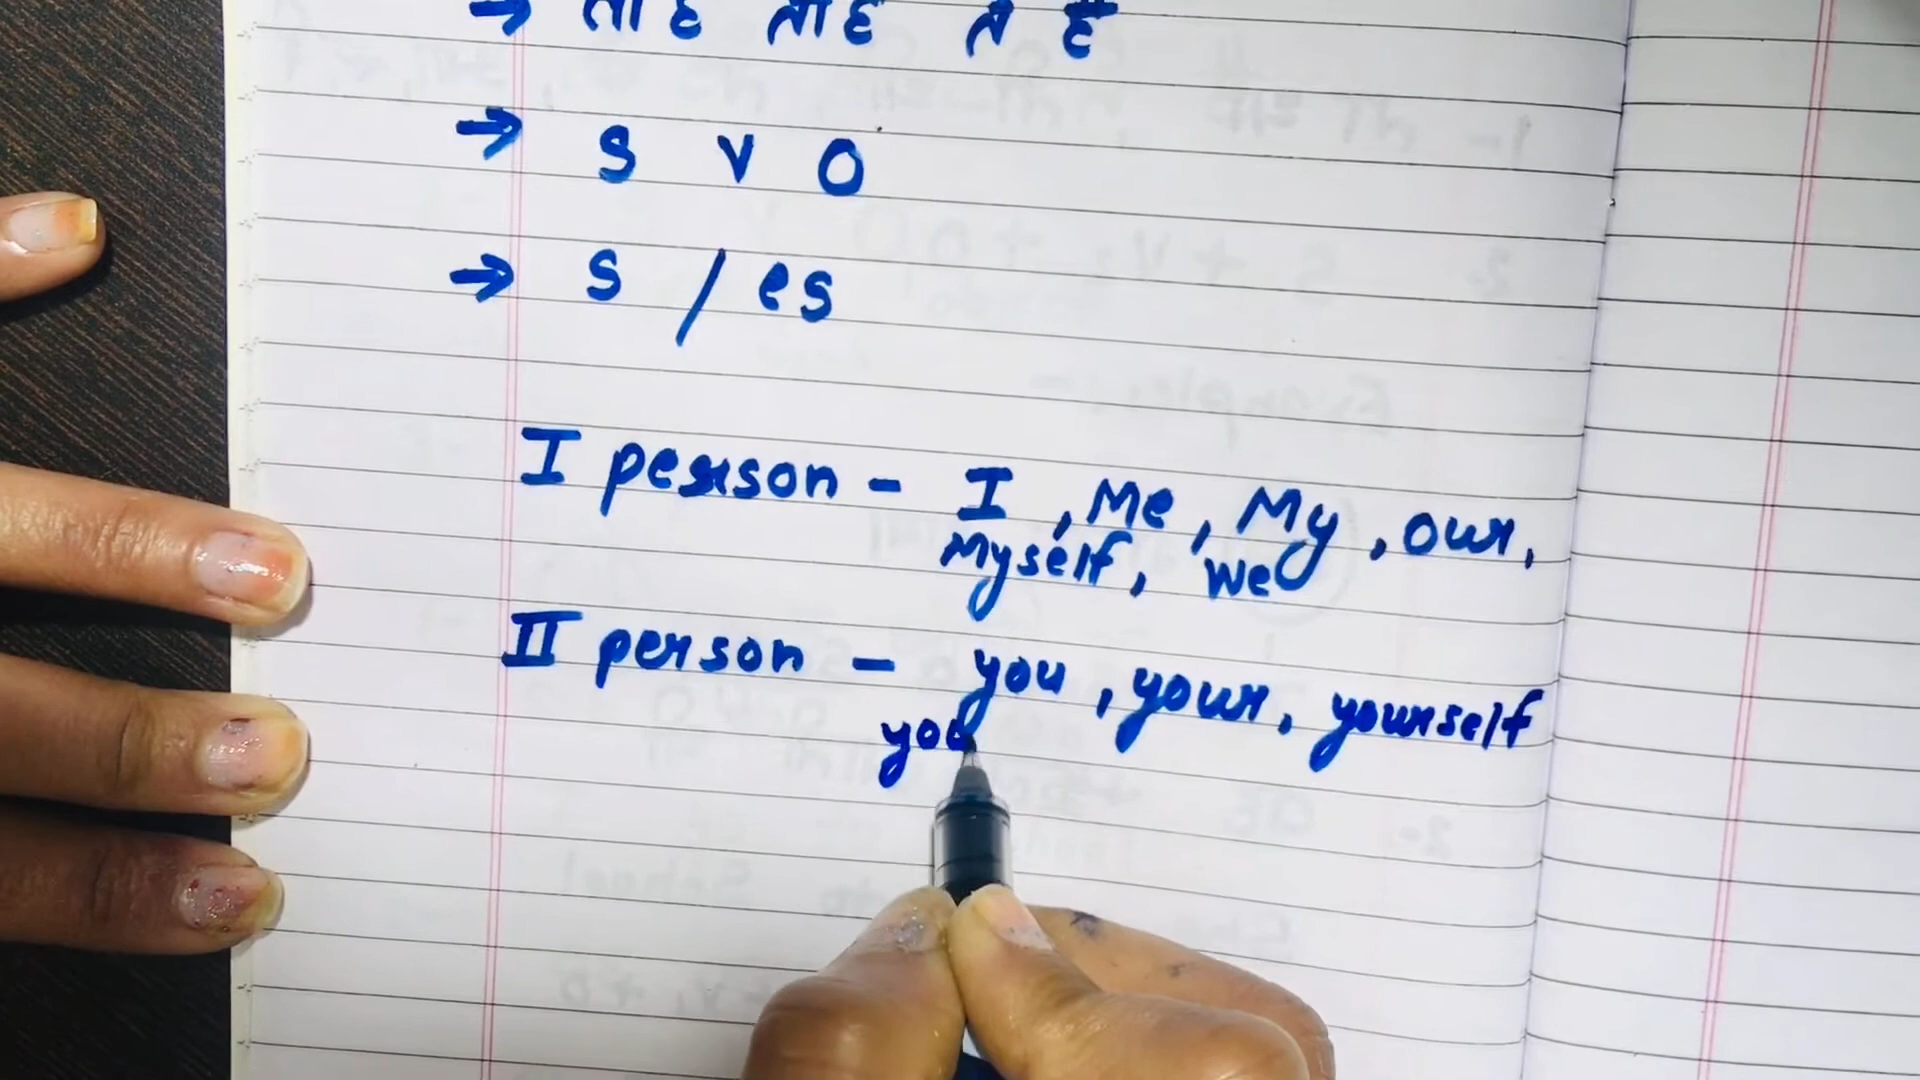 → S V O
→ S / es
I person - I, Me, My, our,
Myself, we
II person - you, your, yourself
you